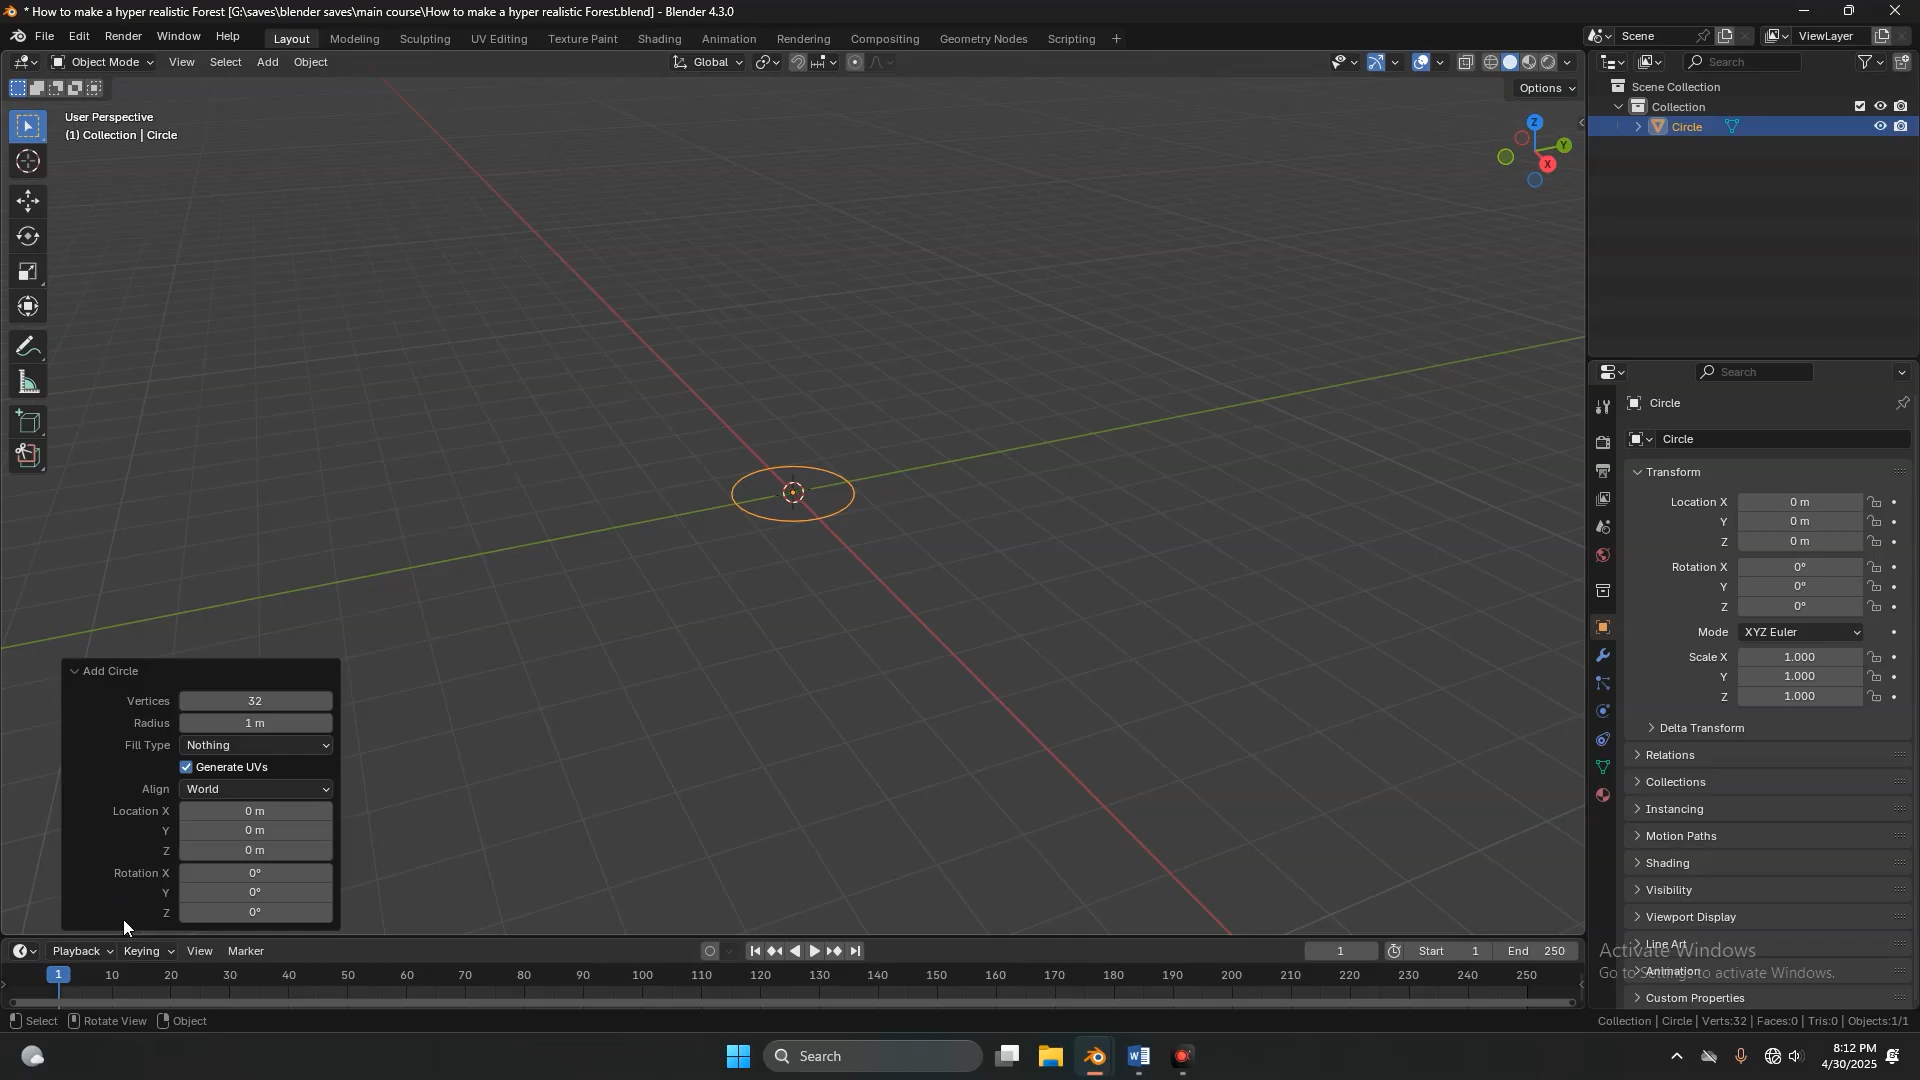 * How to make a hyper realistic Forest [G:\saves\blender saves\main course\How to make a hyper realistic Forest.blend] - Blender 4.3.0
File Edit Render Window Help Layout Modeling Sculpting UV Editing Texture Paint Shading Animation Rendering Compositing Geometry Nodes Scripting + Scene ViewLayer
Object Mode View Select Add Object Global Search
Options
User Perspective
(1) Collection | Circle
Z
Y
X
Scene Collection
Collection
Circle
Search
Circle
Circle
Transform
Location X 0 m
Y 0 m
Z 0 m
Rotation X 0°
Y 0°
Z 0°
Mode XYZ Euler
Scale X 1.000
Y 1.000
Z 1.000
Delta Transform
Relations
Collections
Instancing
Motion Paths
Shading
Visibility
Viewport Display
Line Art
Animation
Custom Properties
Activate Windows
Go to Settings to activate Windows.
Add Circle
Vertices 32
Radius 1 m
Fill Type Nothing
Generate UVs
Align World
Location X 0 m
Y 0 m
Z 0 m
Rotation X 0°
Y 0°
Z 0°
Playback Keying View Marker 1 Start 1 End 250
1 10 20 30 40 50 60 70 80 90 100 110 120 130 140 150 160 170 180 190 200 210 220 230 240 250
Select Rotate View Object Collection | Circle | Verts:32 | Faces:0 | Tris:0 | Objects:1/1
Search
8:12 PM
4/30/2025